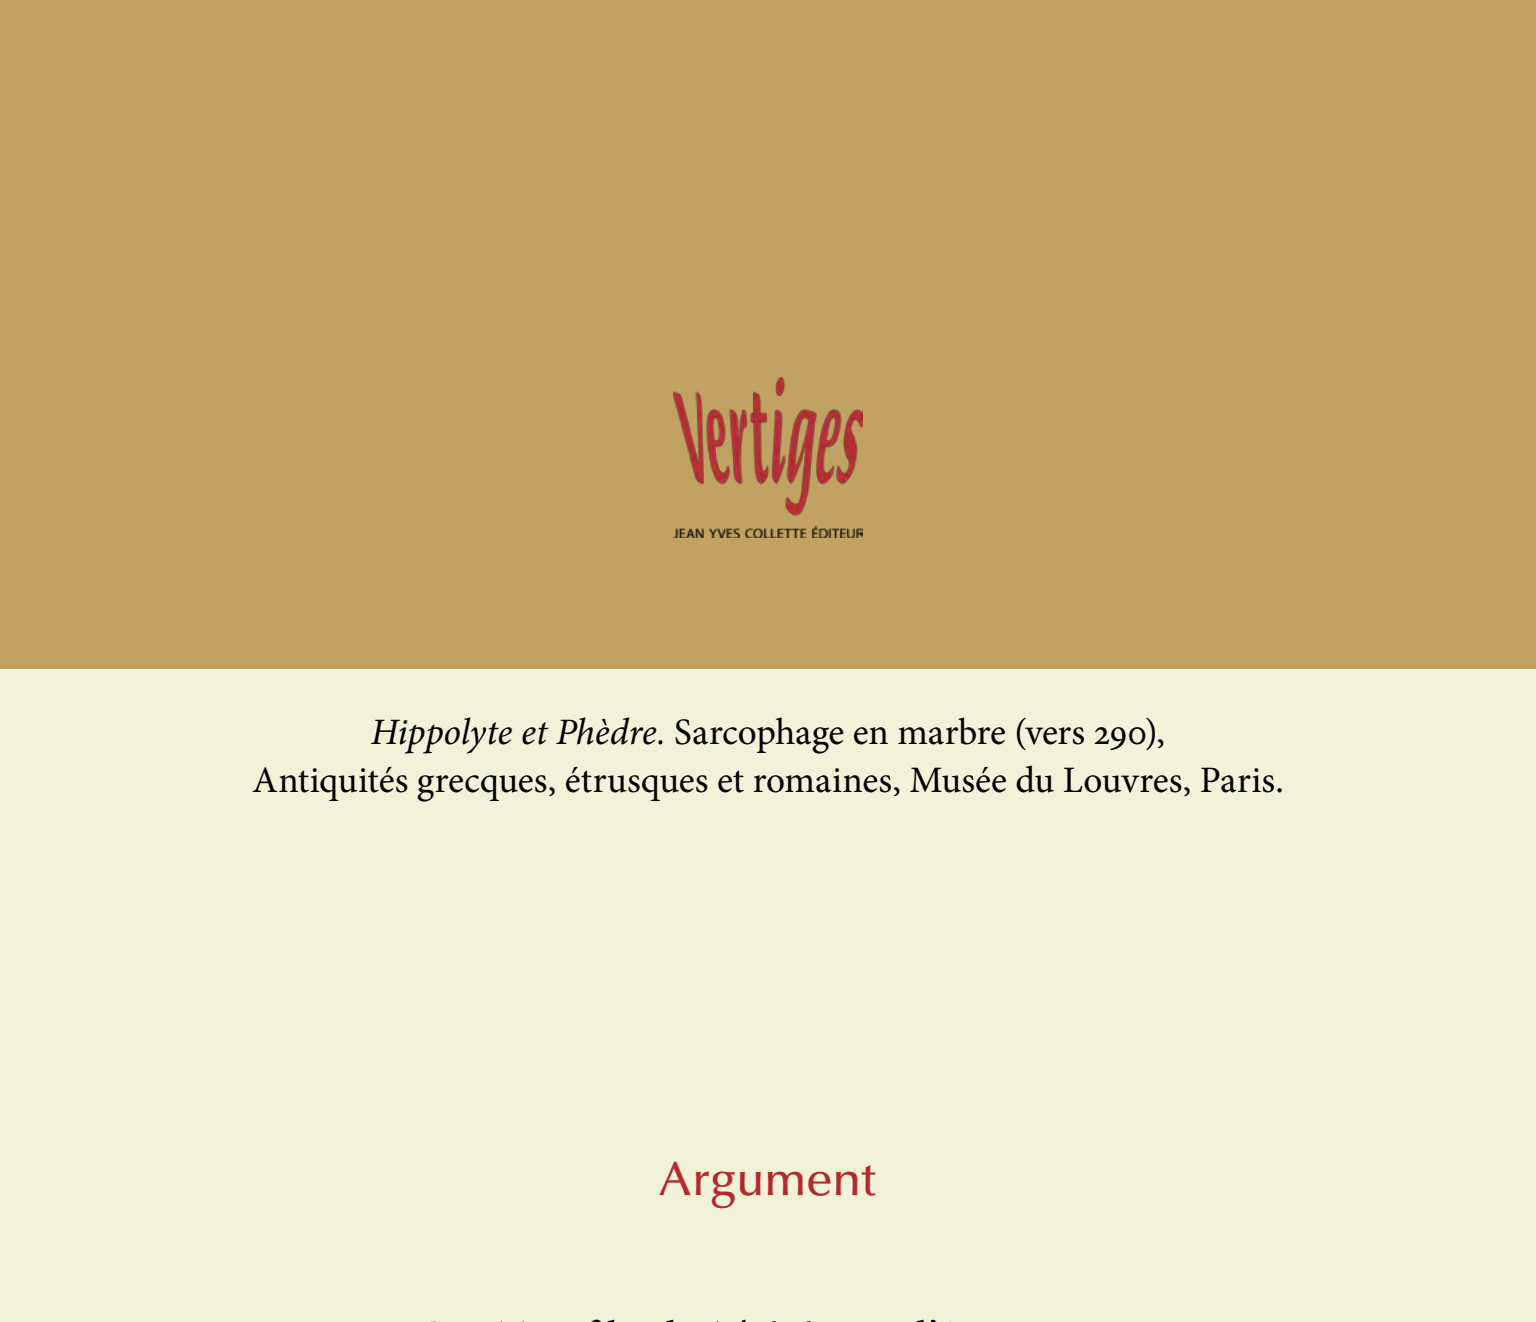 Vertiges
JEAN YVES COLLETTE ÉDITEUR
Hippolyte et Phèdre. Sarcophage en marbre (vers 290),
Antiquités grecques, étrusques et romaines, Musée du Louvres, Paris.
Argument